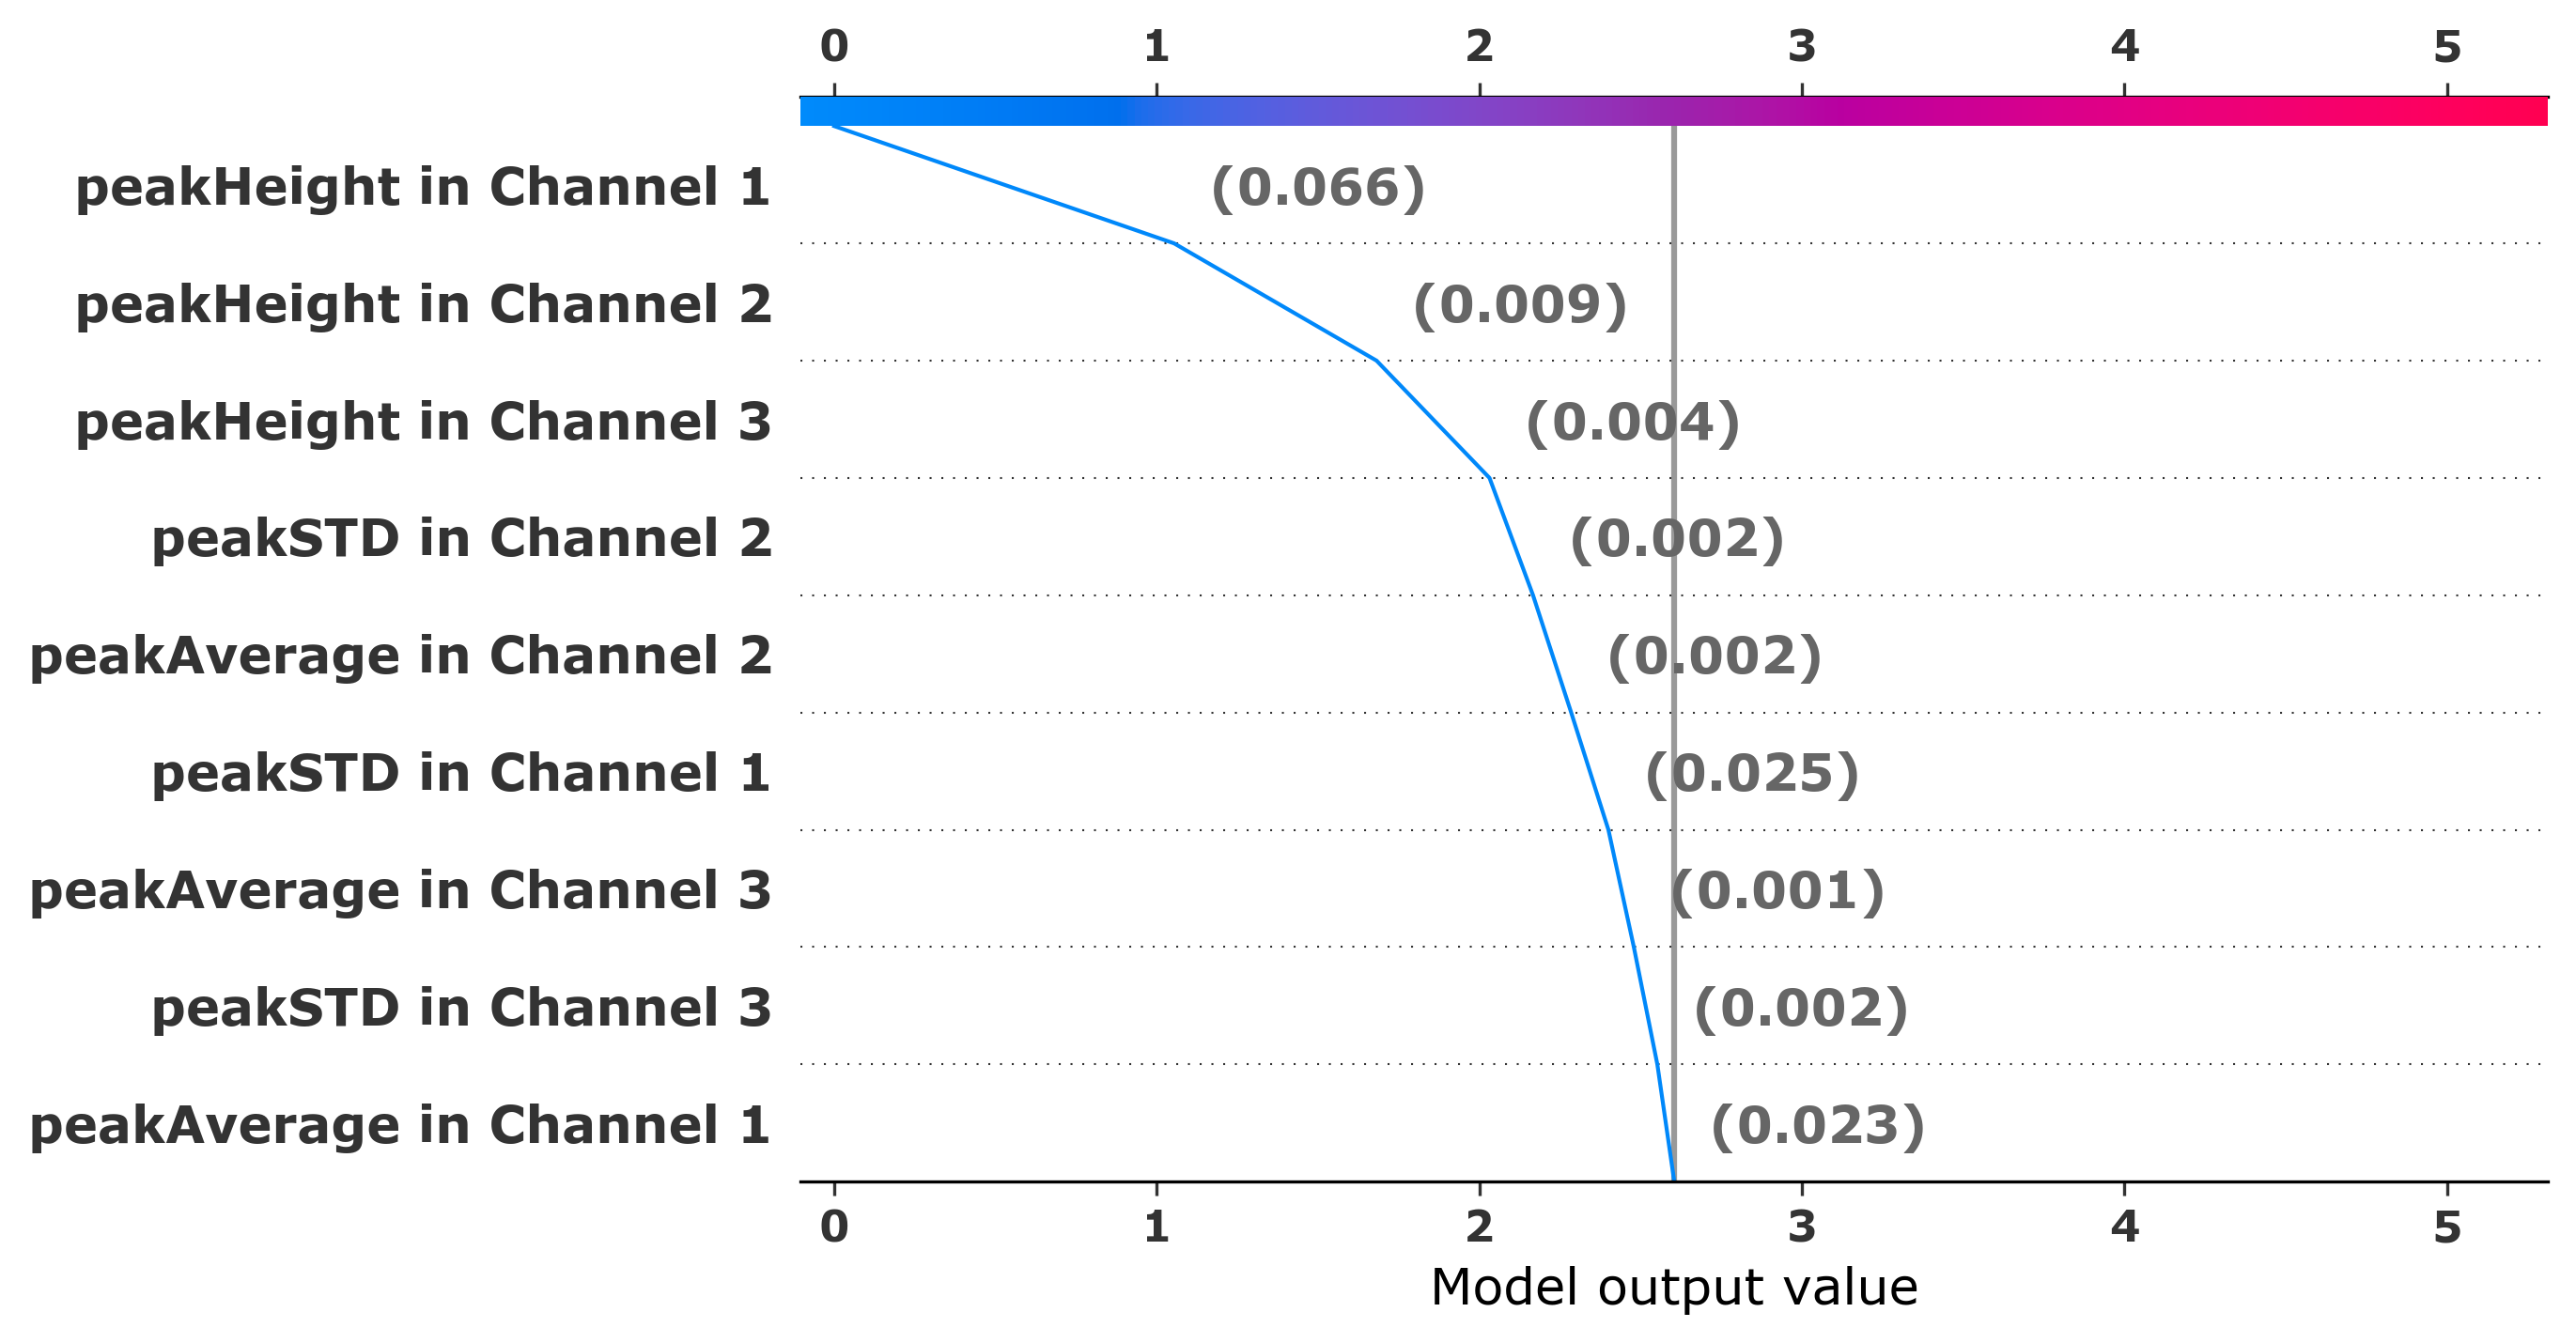 0 1 2 3 4 5
peakHeight in Channel 1 (0.066)
peakHeight in Channel 2 (0.009)
peakHeight in Channel 3 (0.004)
peakSTD in Channel 2 (0.002)
peakAverage in Channel 2 (0.002)
peakSTD in Channel 1 (0.025)
peakAverage in Channel 3 (0.001)
peakSTD in Channel 3 (0.002)
peakAverage in Channel 1 (0.023)
0 1 2 3 4 5
Model output value